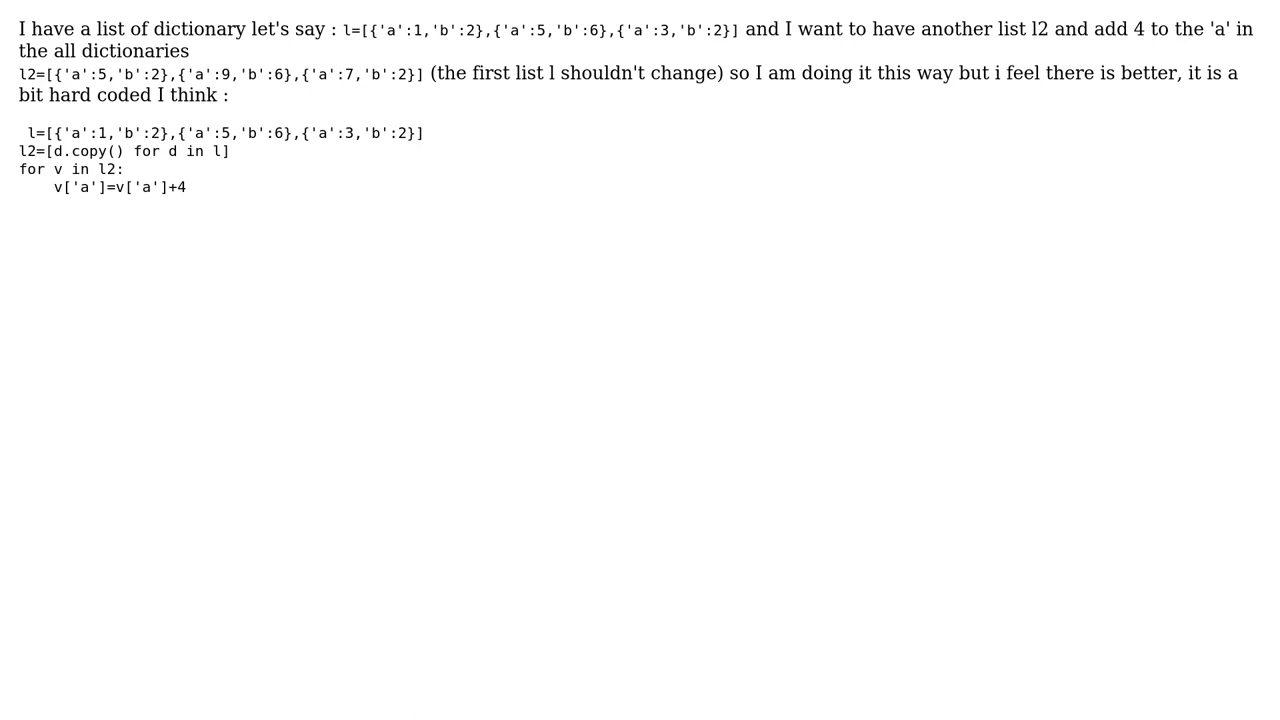 I have a list of dictionary let's say : l=[{'a':1,'b':2},{'a':5,'b':6},{'a':3,'b':2}] and I want to have another list l2 and add 4 to the 'a' in
the all dictionaries
l2=[{'a':5,'b':2},{'a':9,'b':6},{'a':7,'b':2}] (the first list l shouldn't change) so I am doing it this way but i feel there is better, it is a
bit hard coded I think :
 l=[{'a':1,'b':2},{'a':5,'b':6},{'a':3,'b':2}]
l2=[d.copy() for d in l]
for v in l2:
    v['a']=v['a']+4